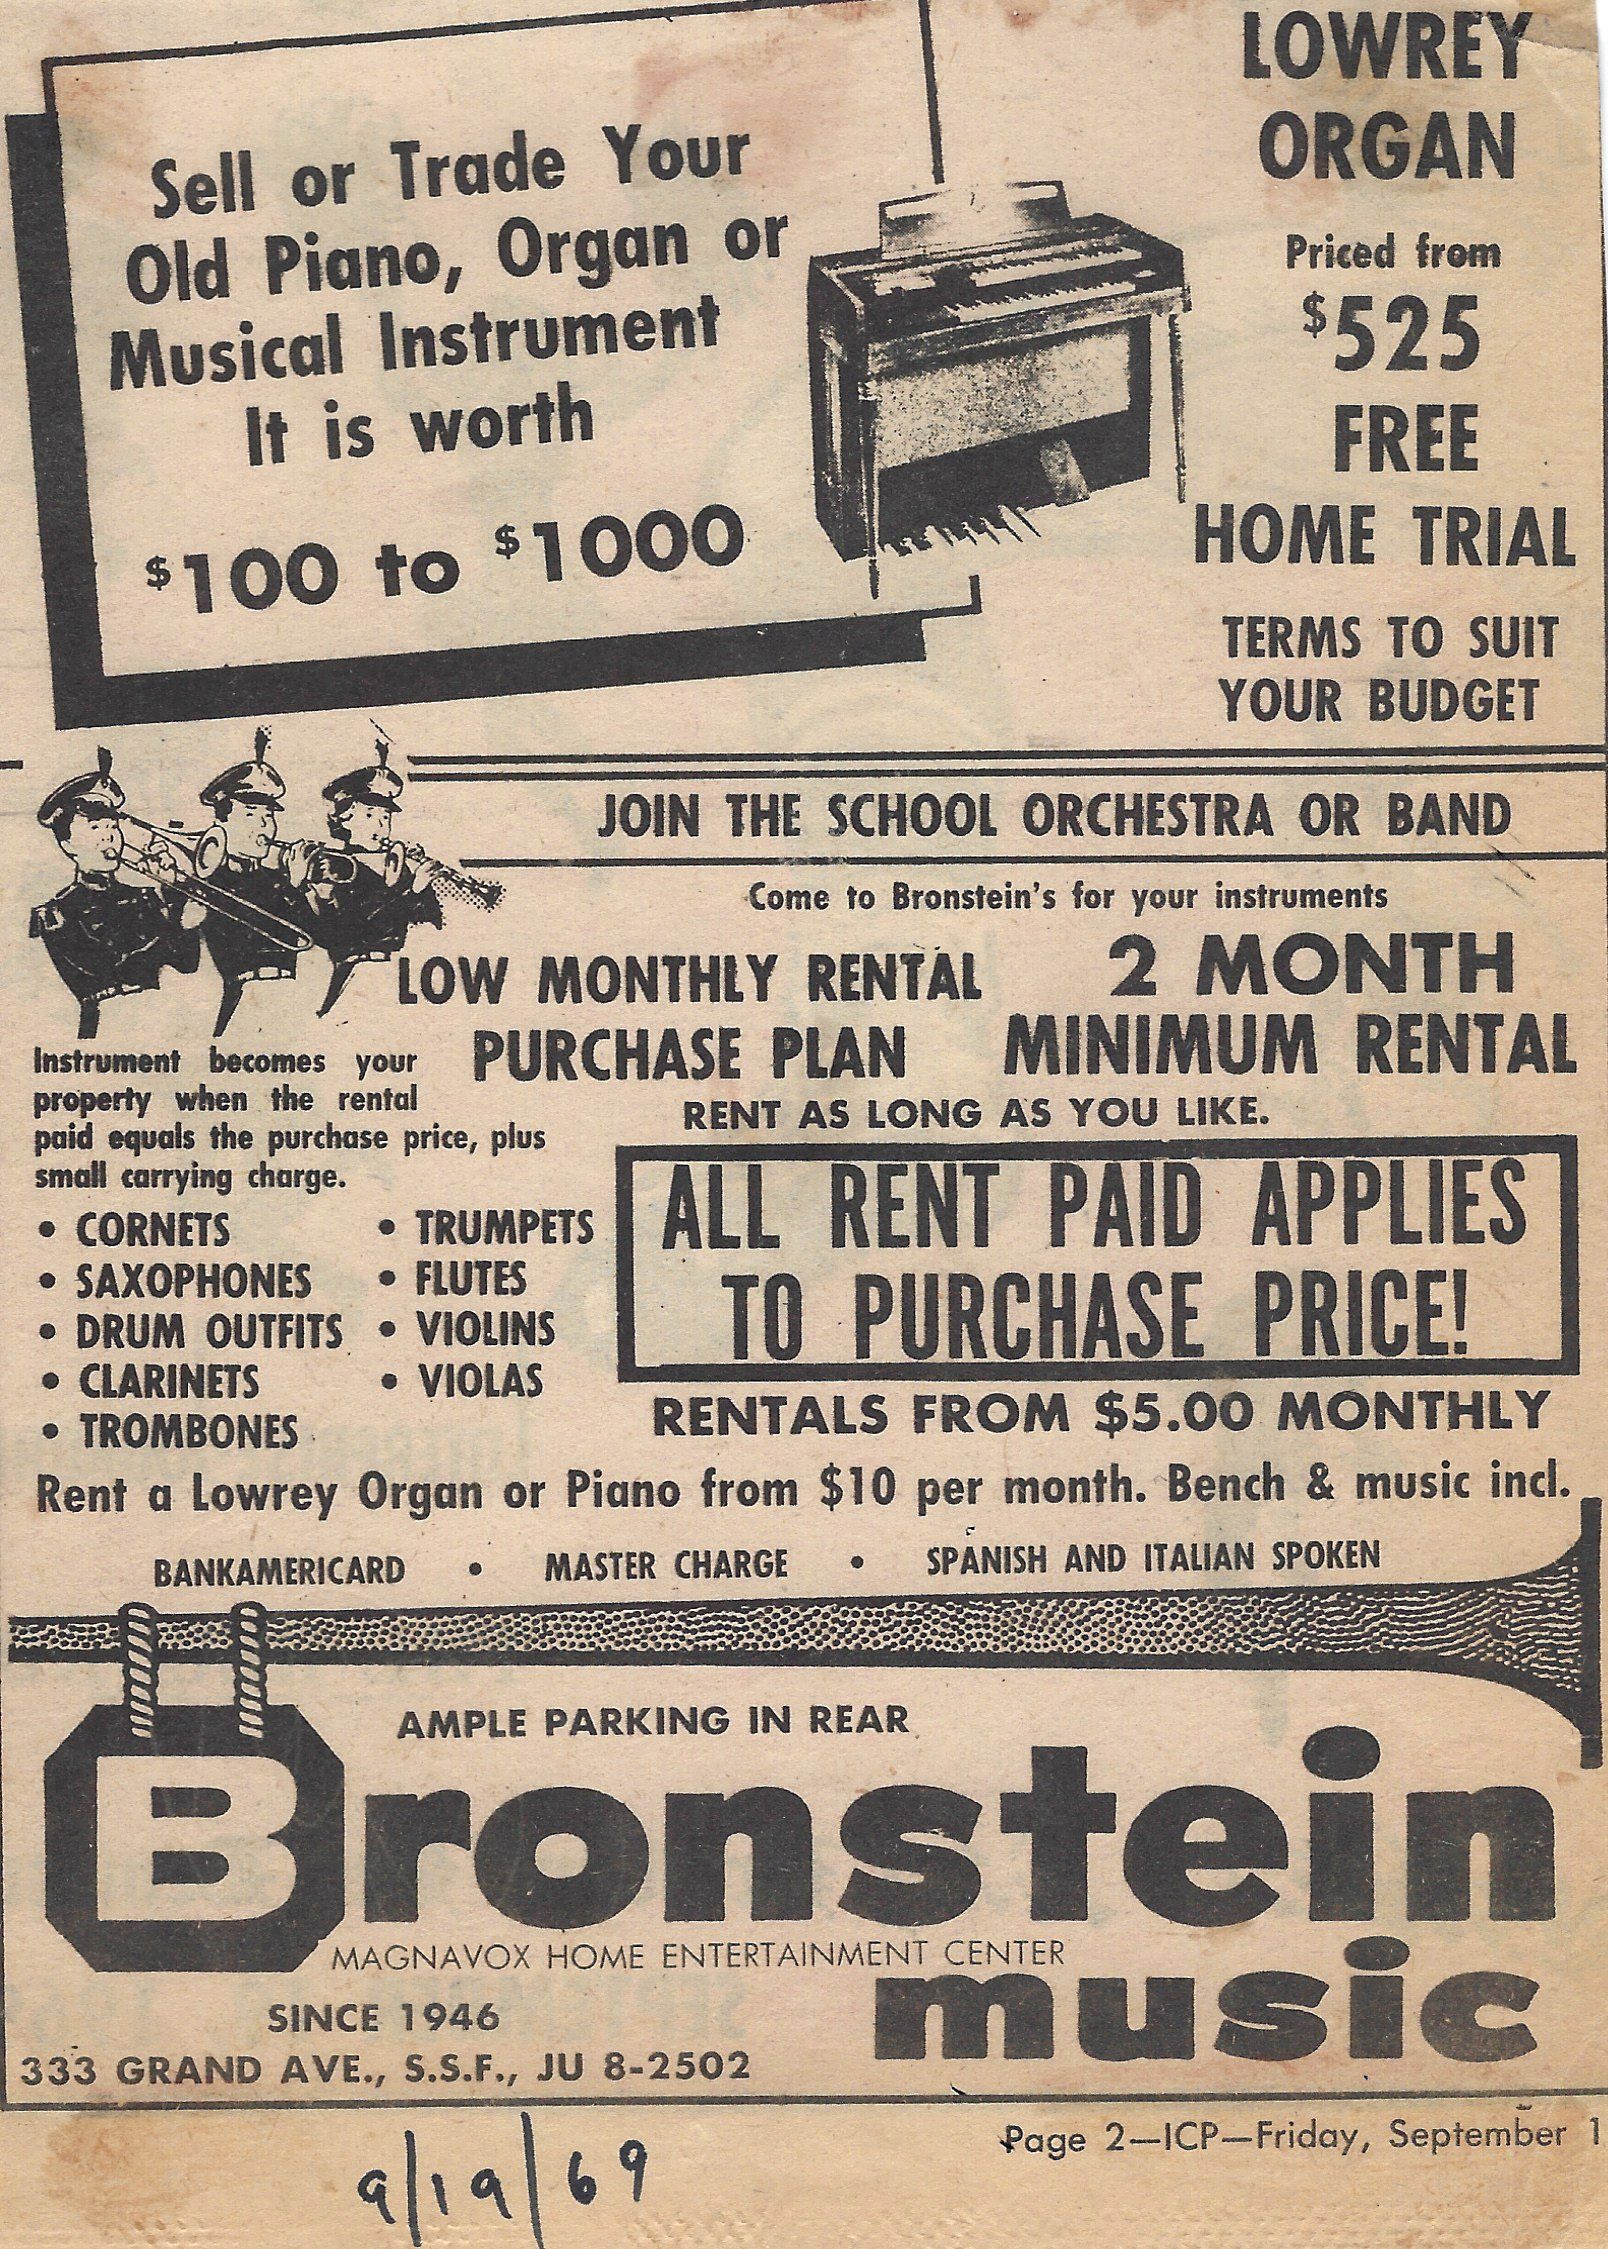 Sell or Trade Your
Old Piano, Organ or
Musical Instrument
It is worth
$100 to $1000
LOWREY
ORGAN
Priced from
$525
FREE
HOME TRIAL
TERMS TO SUIT
YOUR BUDGET
JOIN THE SCHOOL ORCHESTRA OR BAND
Come to Bronstein's for your instruments
LOW MONTHLY RENTAL
PURCHASE PLAN
2 MONTH
MINIMUM RENTAL
RENT AS LONG AS YOU LIKE.
Instrument becomes your
property when the rental
paid equals the purchase price, plus
small carrying charge.
• CORNETS
• SAXOPHONES
• DRUM OUTFITS
• CLARINETS
• TROMBONES
• TRUMPETS
• FLUTES
• VIOLINS
• VIOLAS
ALL RENT PAID APPLIES
TO PURCHASE PRICE!
RENTALS FROM $5.00 MONTHLY
Rent a Lowrey Organ or Piano from $10 per month. Bench & music incl.
BANKAMERICARD • MASTER CHARGE • SPANISH AND ITALIAN SPOKEN
AMPLE PARKING IN REAR
Bronstein
MAGNAVOX HOME ENTERTAINMENT CENTER
music
SINCE 1946
333 GRAND AVE., S.S.F., JU 8-2502
Page 2—ICP—Friday, September 1
9/19/69